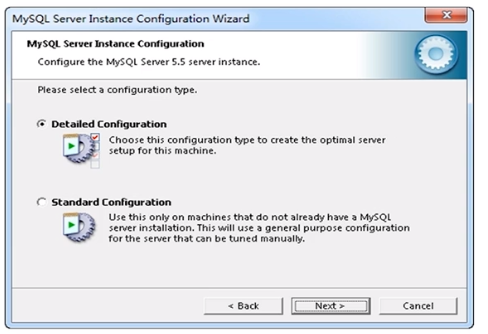 MySQL Server Instance Configuration Wizard
MySQL Server Instance Configuration
Configure the MySQL Server 5.5 server instance.
Please select a configuration type.
Detailed Configuration
Choose this configuration type to create the optimal server
setup for this machine.
Standard Configuration
Use this only on machines that do not already have a MySQL
server installation. This will use a general purpose configuration
for the server that can be tuned manually.
< Back
Next >
Cancel